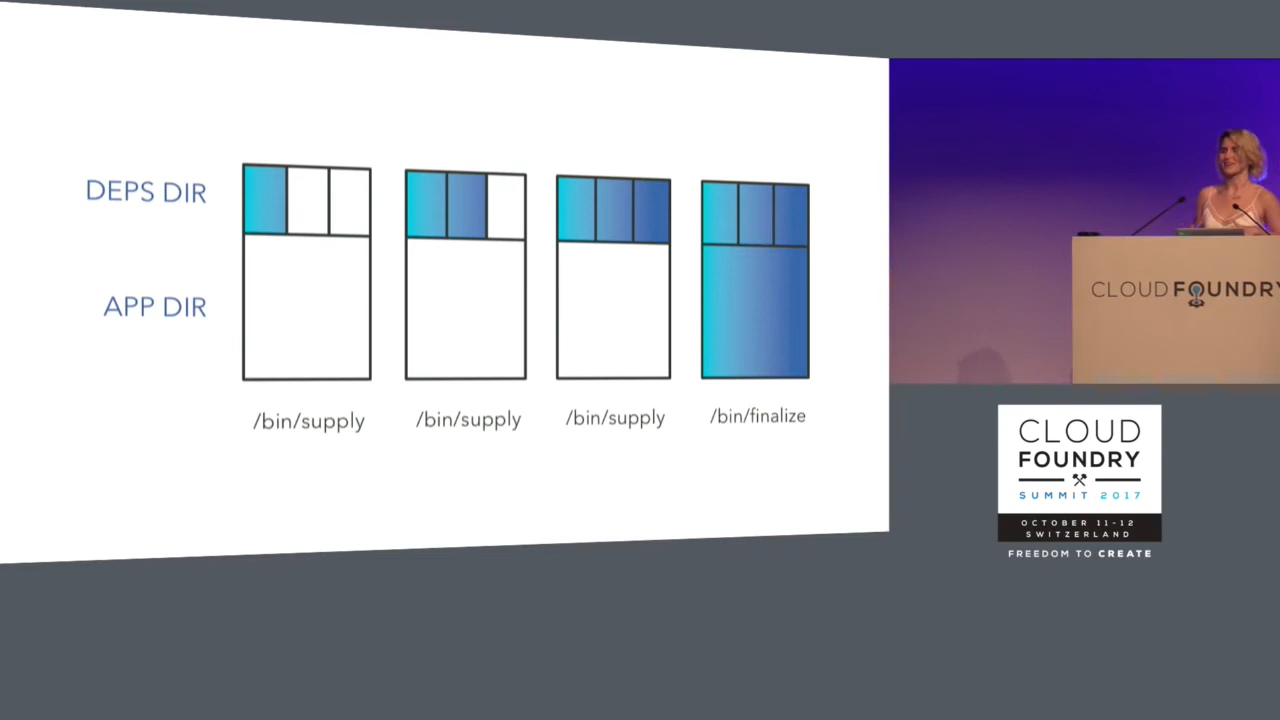 DEPS DIR
APP DIR
/bin/supply
/bin/supply
/bin/supply
/bin/finalize
CLOUD FOUNDRY
CLOUD
FOUNDRY
SUMMIT 2017
OCTOBER 11-12
SWITZERLAND
FREEDOM TO CREATE